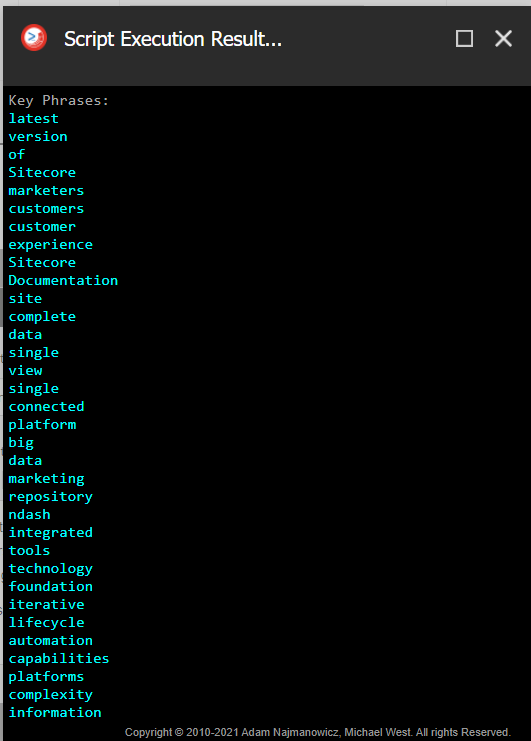 Script Execution Result...
Key Phrases:
latest
version
of
Sitecore
marketers
customers
customer
experience
Sitecore
Documentation
site
complete
data
single
view
single
connected
platform
big
data
marketing
repository
ndash
integrated
tools
technology
foundation
iterative
lifecycle
automation
capabilities
platforms
complexity
information
Copyright © 2010-2021 Adam Najmanowicz, Michael West. All rights Reserved.